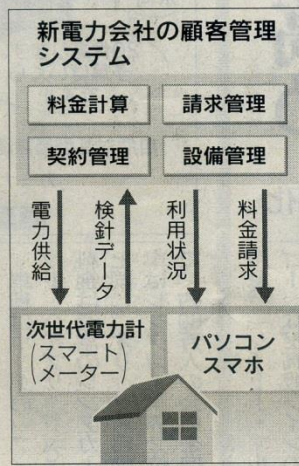 新電力会社の顧客管理
システム
料金計算
請求管理
契約管理
設備管理
電力供給
検針データ
利用状況
料金請求
次世代電力計
(スマート
メーター)
パソコン
スマホ